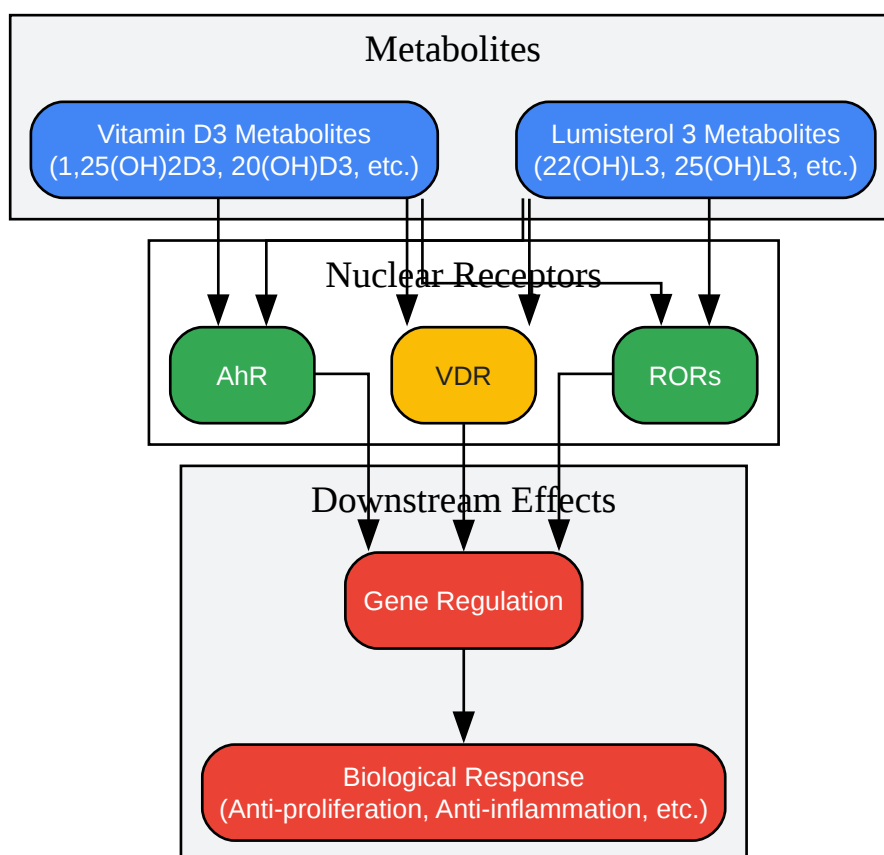 Metabolites
Vitamin D3 Metabolites
(1,25(OH)2D3, 20(OH)D3, etc.)
Lumisterol 3 Metabolites
(22(OH)L3, 25(OH)L3, etc.)
Nuclear Receptors
AhR
VDR
RORs
Downstream Effects
Gene Regulation
Biological Response
(Anti-proliferation, Anti-inflammation, etc.)